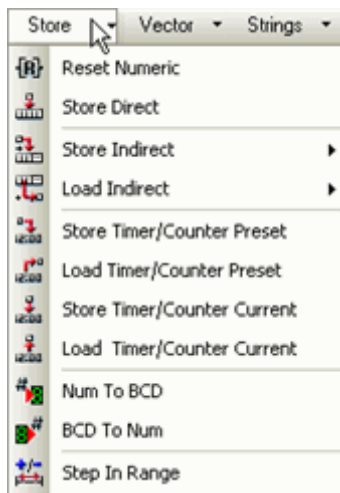 Store Vector Strings
{R} Reset Numeric
Store Direct
Store Indirect
Load Indirect
Store Timer/Counter Preset
Load Timer/Counter Preset
Store Timer/Counter Current
Load Timer/Counter Current
# Num To BCD
# BCD To Num
+/- Step In Range